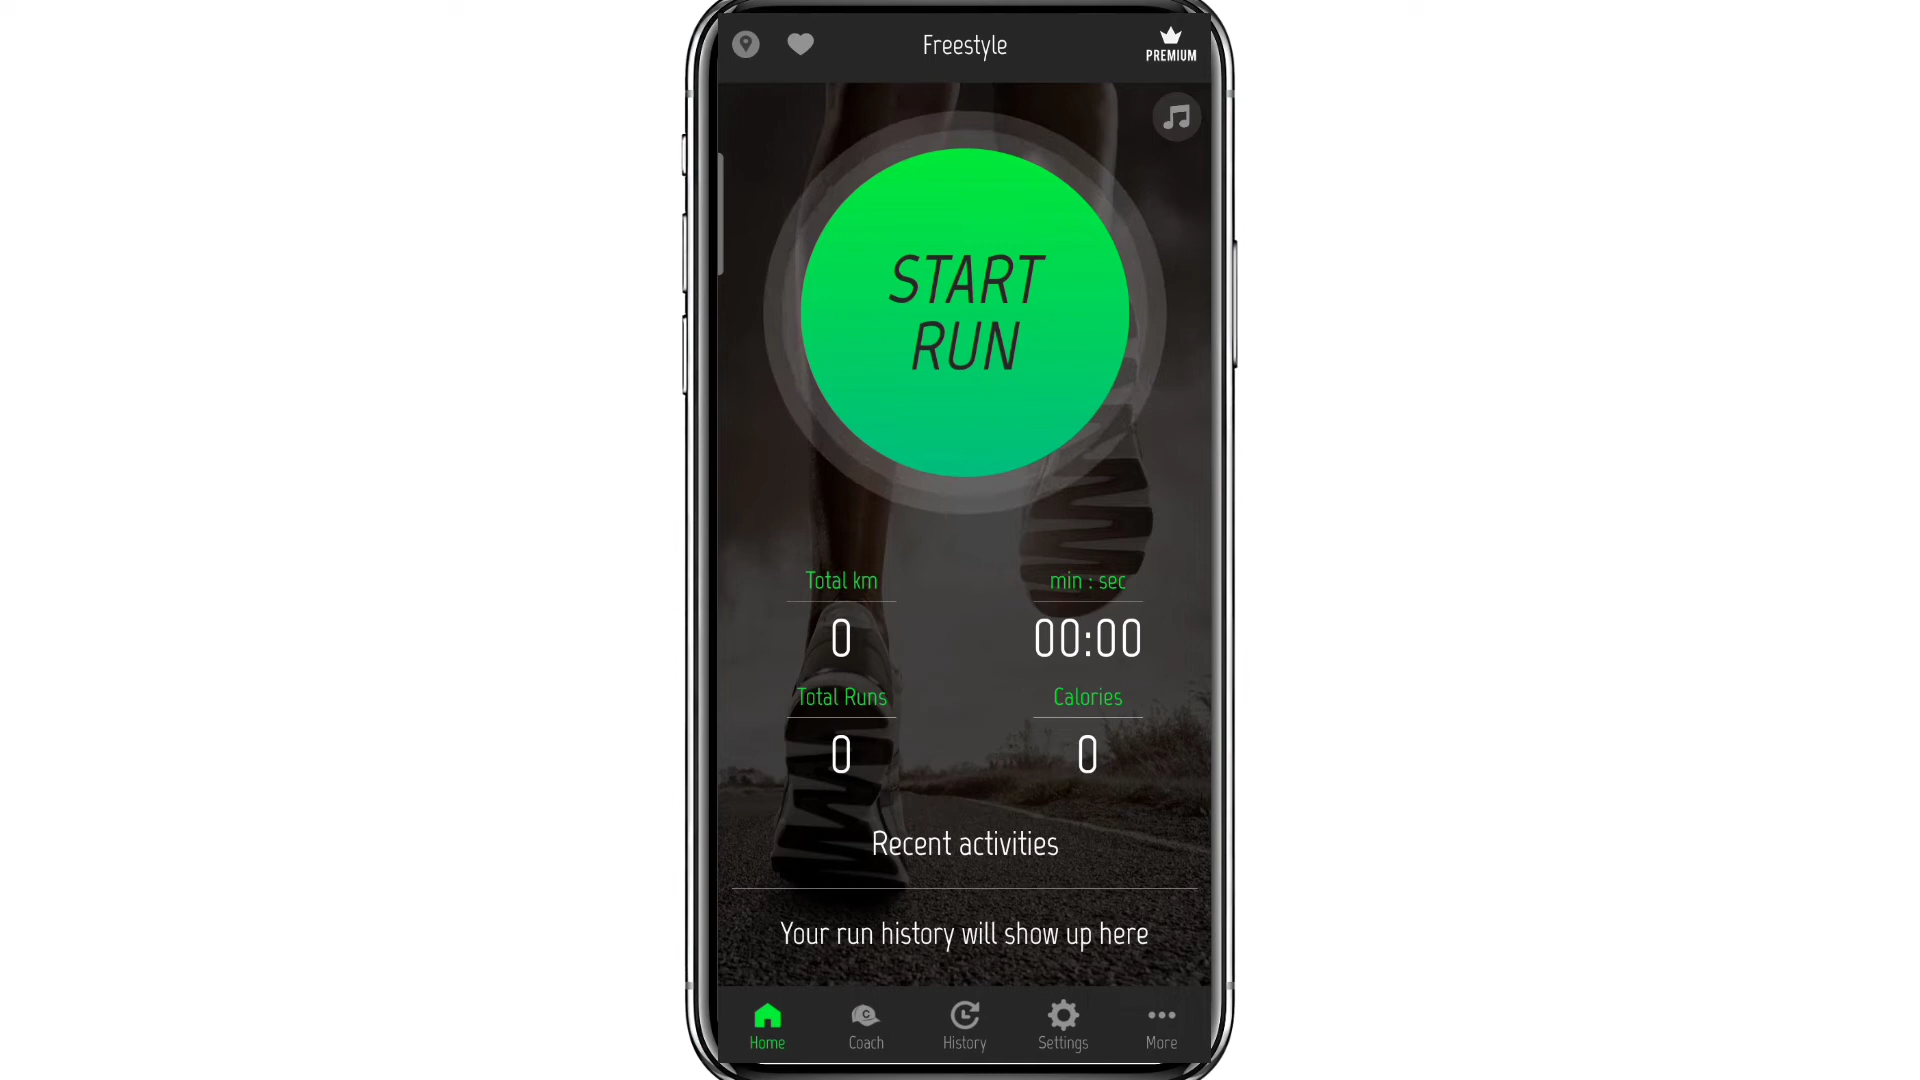 Freestyle
PREMIUM
START
RUN
Total km
min : sec
0
00:00
Total Runs
Calories
0
0
Recent activities
Your run history will show up here
C
Home
Coach
History
Settings
More